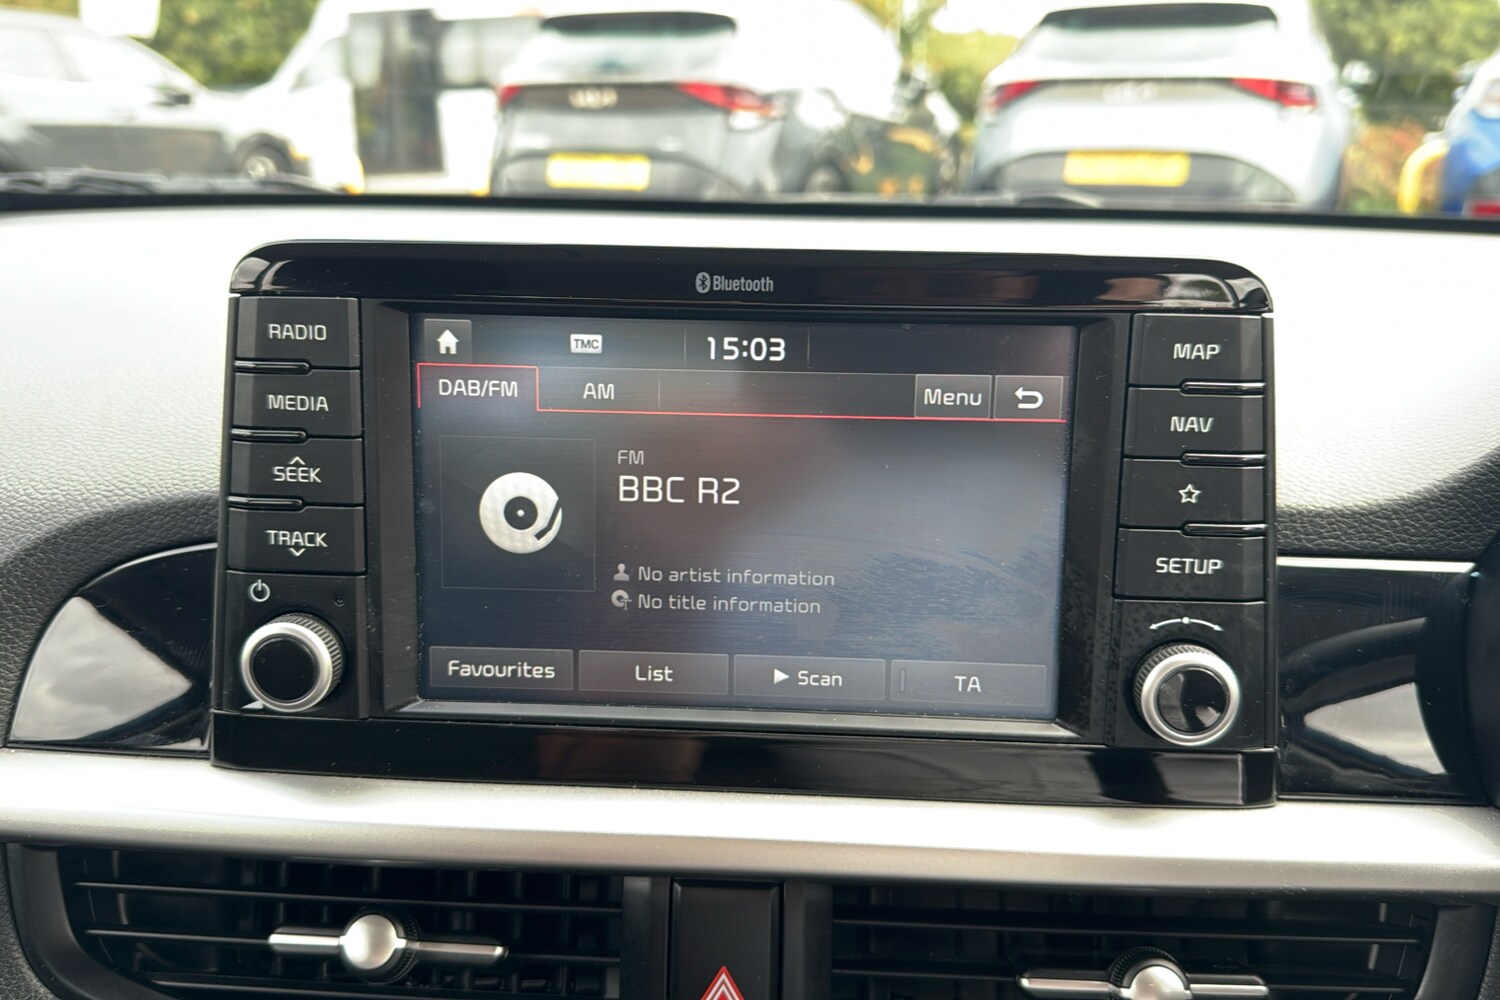 Bluetooth
RADIO
MEDIA
SEEK
TRACK
TMC
15:03
DAB/FM
AM
Menu
FM
BBC R2
No artist information
No title information
Favourites
List
Scan
TA
MAP
NAV
SETUP